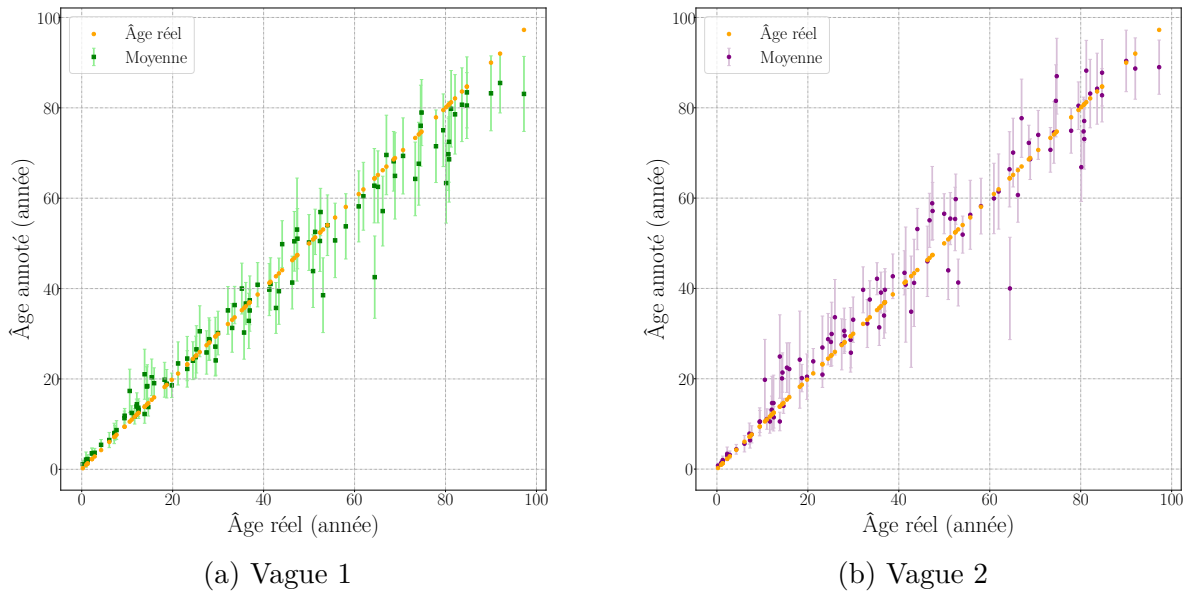 100
80
60
40
20
0
Âge annoté (année)
Âge réel
Moyenne
0 20 40 60 80 100
Âge réel (année)
(a) Vague 1
100
80
60
40
20
0
Âge annoté (année)
Âge réel
Moyenne
0 20 40 60 80 100
Âge réel (année)
(b) Vague 2